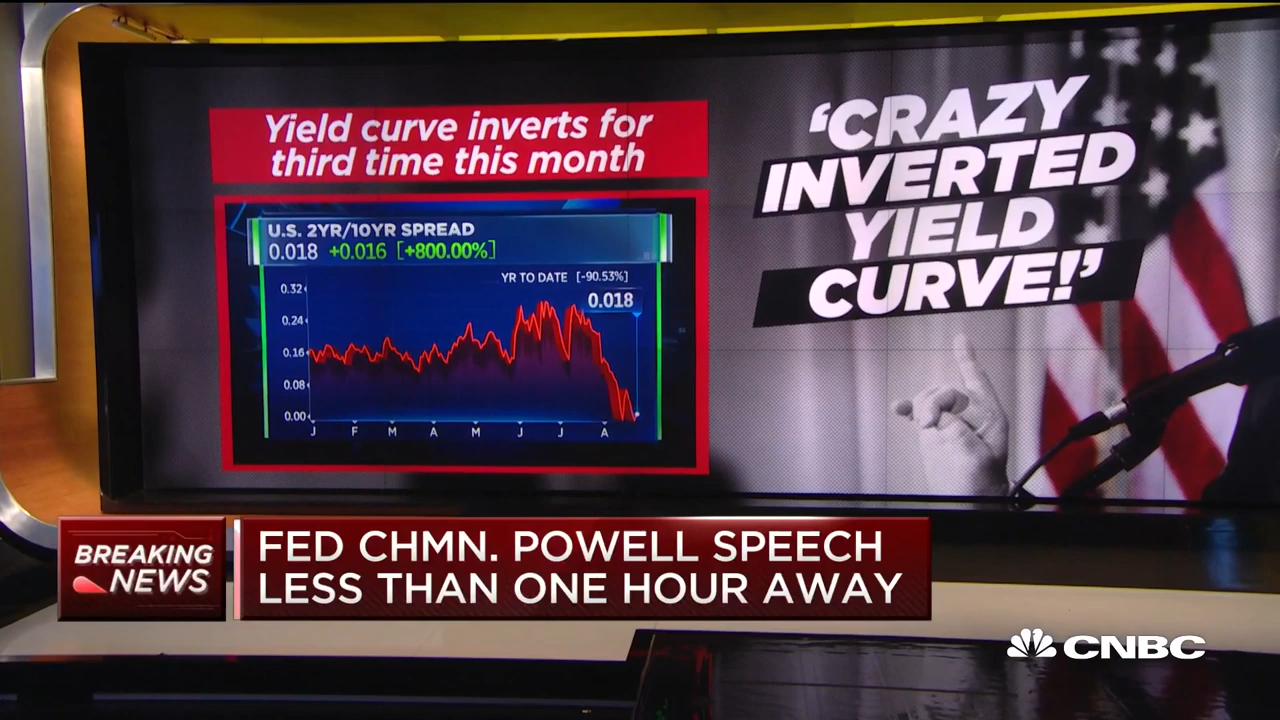 Yield curve inverts for
third time this month
U.S. 2YR/10YR SPREAD
0.018 +0.016 [+800.00%]
YR TO DATE [-90.53%]
0.018
0.32
0.24
0.16
0.08
0.00
J F M A M J J A
‘CRAZY
INVERTED
YIELD
CURVE!’
BREAKING
NEWS
FED CHMN. POWELL SPEECH
LESS THAN ONE HOUR AWAY
CNBC